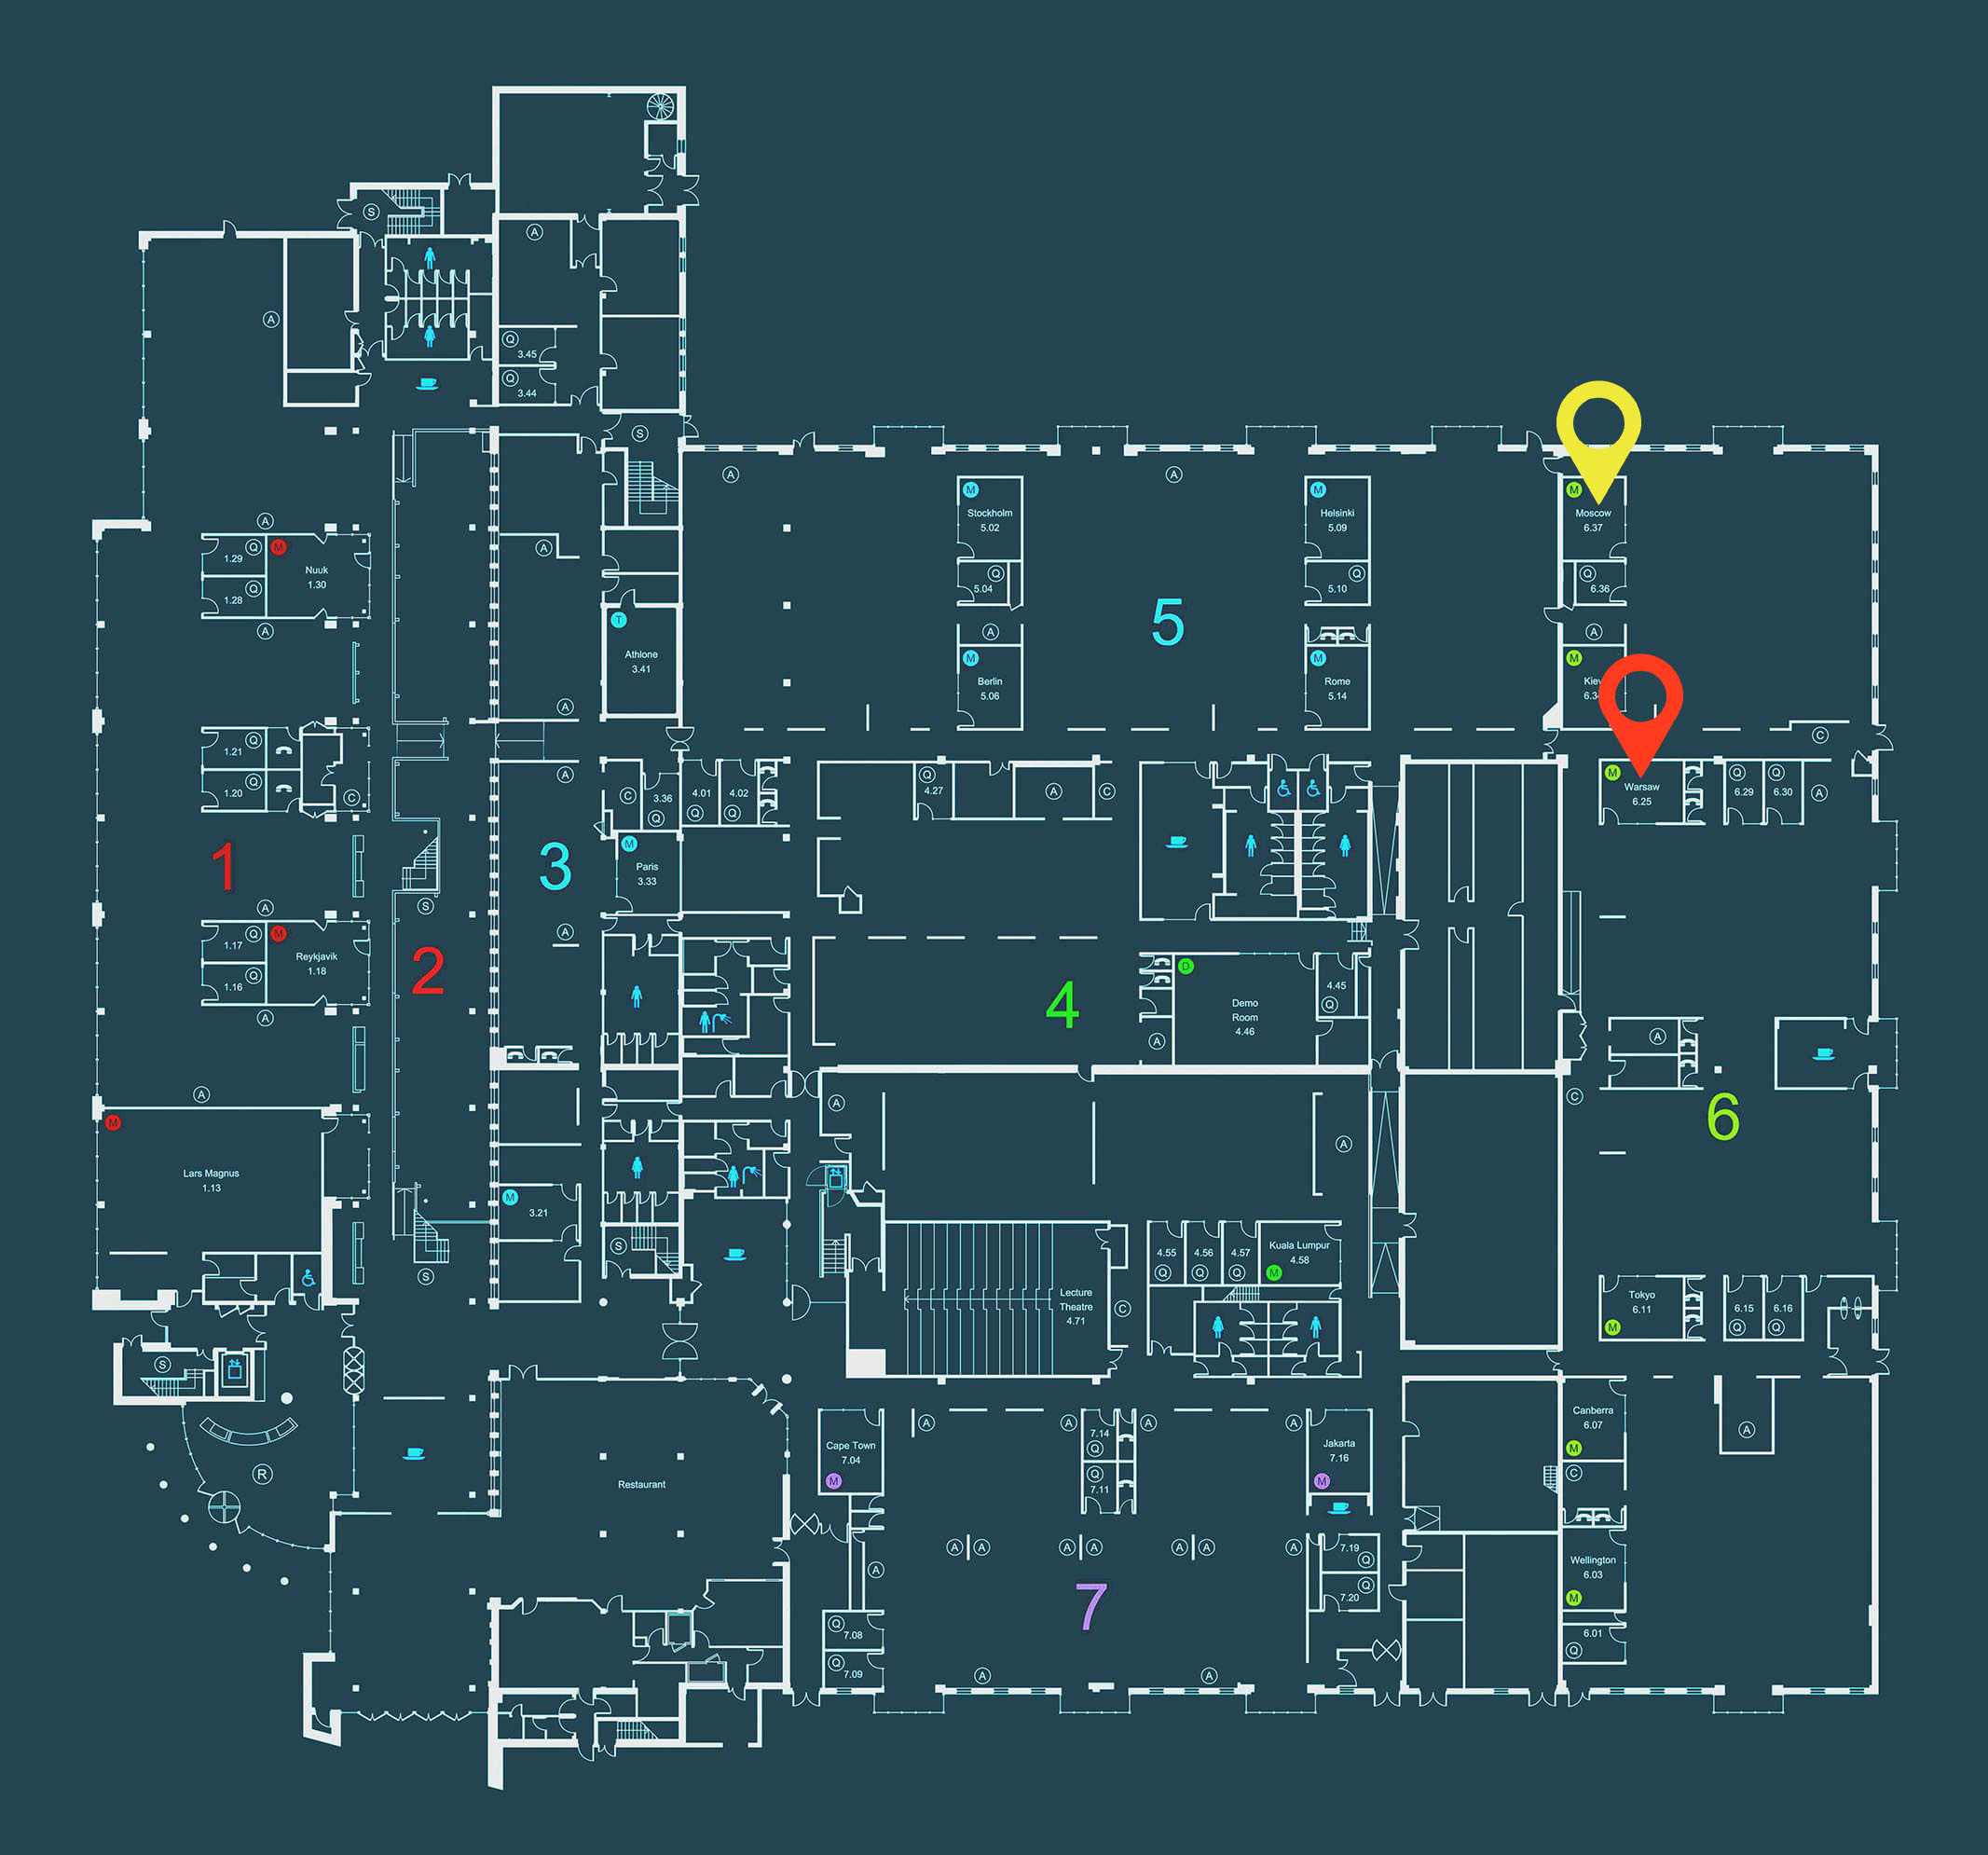 S
A
A
Q
3.45
Q
3.44
S
A
A
M
Stockholm
5.02
M
Helsinki
5.09
M
Moscow
6.37
A
A
1.29
Q
M
Nuuk
1.30
1.28
Q
A
Q
5.04
Q
5.10
Q
6.36
T
Athlone
3.41
5
A
A
M
Berlin
5.06
M
Rome
5.14
M
A
C
1.21
Q
1.20
Q
C
A
C
3.36
Q
4.01
Q
4.02
Q
Q
4.27
A
C
M
Warsaw
6.25
Q
6.29
Q
6.30
A
1
3
M
Paris
3.33
A
S
A
1.17
Q
M
Reykjavik
1.18
Q
1.16
A
2
4
D
Demo
Room
4.46
4.45
Q
A
A
A
M
Lars Magnus
1.13
A
A
C
6
M
3.21
S
S
4.55
Q
4.56
Q
4.57
Q
Kuala Lumpur
4.58
M
Lecture
Theatre
4.71
C
Tokyo
6.11
M
6.15
Q
6.16
Q
S
R
Restaurant
Cape Town
7.04
M
A
A
7.14
Q
A
A
Q
7.11
Jakarta
7.16
M
Canberra
6.07
M
C
A
A
A
A
A
A
A
A
A
7.19
Q
Q
7.20
Wellington
6.03
M
7
Q
7.08
Q
7.09
A
A
6.01
Q